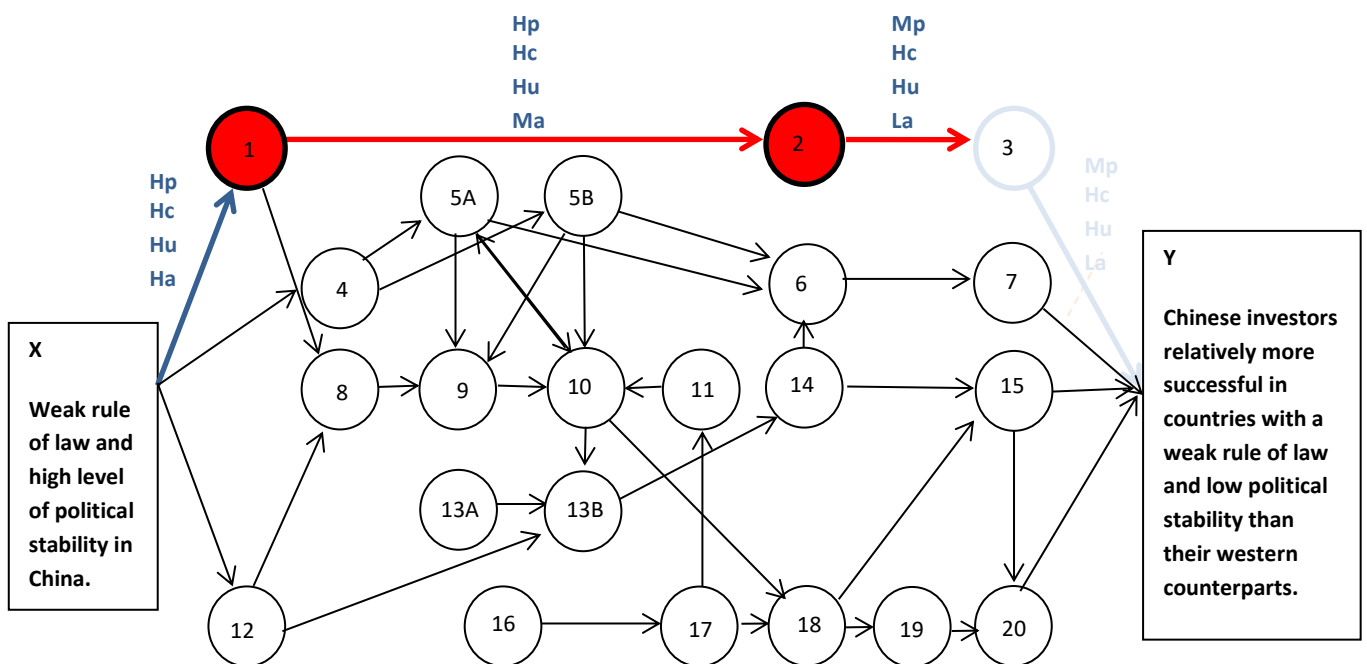 Hp
Hc
Hu
Ma
Mp
Hc
Hu
La
1
2
3
Hp
Hc
Hu
Ha
5A
5B
Mp
Hc
Hu
La
4
6
7
X
Weak rule
of law and
high level
of political
stability in
China.
Y
Chinese investors
relatively more
successful in
countries with a
weak rule of law
and low political
stability than
their western
counterparts.
8
9
10
11
14
15
13A
13B
12
16
17
18
19
20